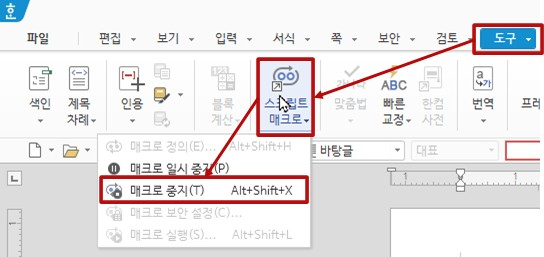 파일 편집 보기 입력 서식 쪽 보안 검토 도구
색인 제목 차례 인용 블록 계산 스크립트 매크로 맞춤법 빠른 교정 한컴 사전 번역
ABC
매크로 정의(E)... Alt+Shift+H
바탕글 대표
매크로 일시 중지(P)
매크로 중지(T) Alt+Shift+X
매크로 보안 설정(C)...
매크로 실행(S)... Alt+Shift+L
1 1